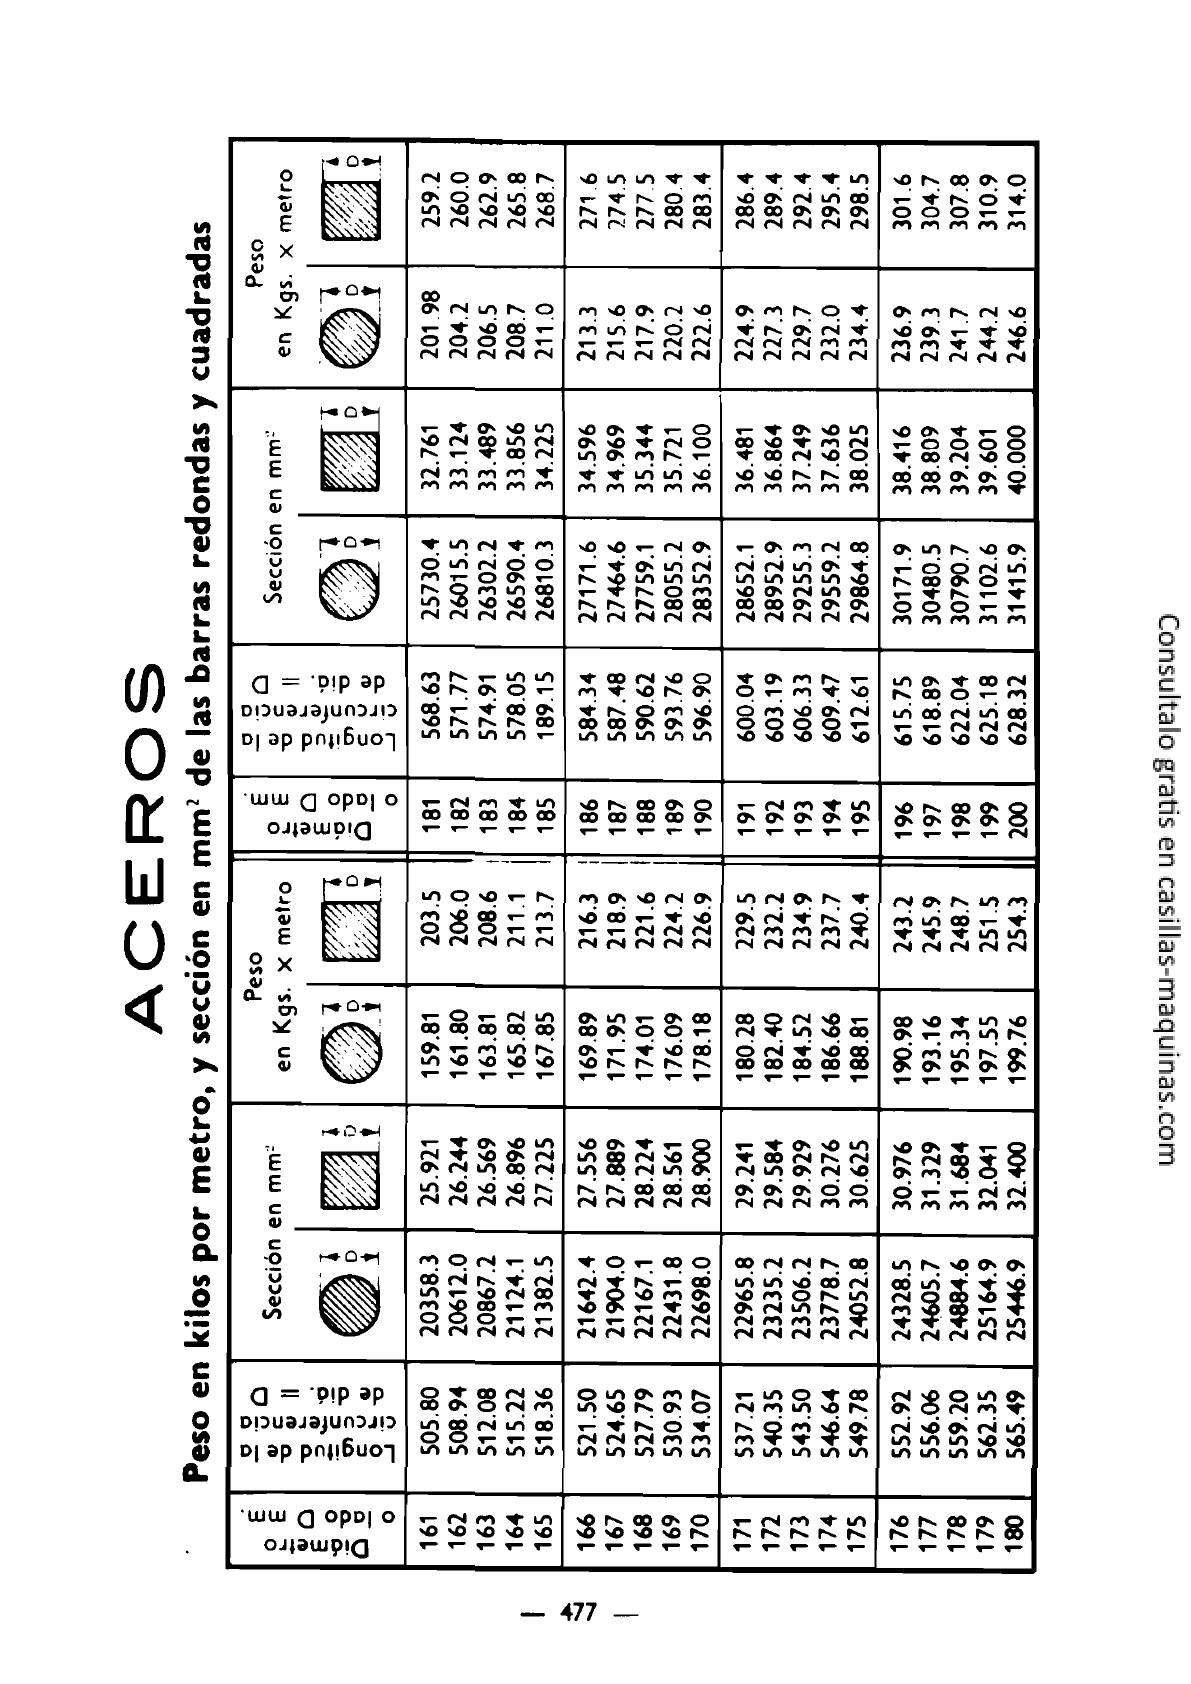 ACEROS
Peso en kilos por metro, y sección en mm² de las barras redondas y cuadradas
Diámetro o lado D mm. | Longitud de la circunferencia de diá. = D | Sección en mm² | Peso en Kgs. x metro | Diámetro o lado D mm. | Longitud de la circunferencia de diá. = D | Sección en mm² | Peso en Kgs. x metro
D D D D D D D D
161 505.80 20358.3 25.921 159.81 203.5 181 568.63 25730.4 32.761 201.98 259.2
162 508.94 20612.0 26.244 161.80 206.0 182 571.77 26015.5 33.124 204.2 260.0
163 512.08 20867.2 26.569 163.81 208.6 183 574.91 26302.2 33.489 206.5 262.9
164 515.22 21124.1 26.896 165.82 211.1 184 578.05 26590.4 33.856 208.7 265.8
165 518.36 21382.5 27.225 167.85 213.7 185 189.15 26810.3 34.225 211.0 268.7
166 521.50 21642.4 27.556 169.89 216.3 186 584.34 27171.6 34.596 213.3 271.6
167 524.65 21904.0 27.889 171.95 218.9 187 587.48 27464.6 34.969 215.6 274.5
168 527.79 22167.1 28.224 174.01 221.6 188 590.62 27759.1 35.344 217.9 277.5
169 530.93 22431.8 28.561 176.09 224.2 189 593.76 28055.2 35.721 220.2 280.4
170 534.07 22698.0 28.900 178.18 226.9 190 596.90 28352.9 36.100 222.6 283.4
171 537.21 22965.8 29.241 180.28 229.5 191 600.04 28652.1 36.481 224.9 286.4
172 540.35 23235.2 29.584 182.40 232.2 192 603.19 28952.9 36.864 227.3 289.4
173 543.50 23506.2 29.929 184.52 234.9 193 606.33 29255.3 37.249 229.7 292.4
174 546.64 23778.7 30.276 186.66 237.7 194 609.47 29559.2 37.636 232.0 295.4
175 549.78 24052.8 30.625 188.81 240.4 195 612.61 29864.8 38.025 234.4 298.5
176 552.92 24328.5 30.976 190.98 243.2 196 615.75 30171.9 38.416 236.9 301.6
177 556.06 24605.7 31.329 193.16 245.9 197 618.89 30480.5 38.809 239.3 304.7
178 559.20 24884.6 31.684 195.34 248.7 198 622.04 30790.7 39.204 241.7 307.8
179 562.35 25164.9 32.041 197.55 251.5 199 625.18 31102.6 39.601 244.2 310.9
180 565.49 25446.9 32.400 199.76 254.3 200 628.32 31415.9 40.000 246.6 314.0
— 477 —
Consultalo gratis en casillas-maquinas.com